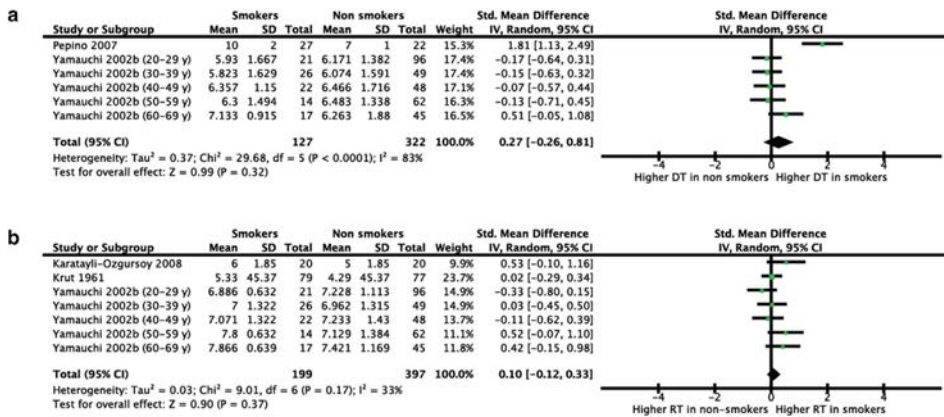 a
Smokers Non smokers Std. Mean Difference Std. Mean Difference
Study or Subgroup Mean SD Total Mean SD Total Weight IV, Random, 95% CI IV, Random, 95% CI
Pepino 2007 10 2 27 7 1 22 15.3% 1.81 [1.13, 2.49]
Yamauchi 2002b (20-29 y) 5.93 1.667 21 6.171 1.382 96 17.4% -0.17 [-0.64, 0.31]
Yamauchi 2002b (30-39 y) 5.823 1.629 26 6.074 1.591 49 17.4% -0.15 [-0.63, 0.32]
Yamauchi 2002b (40-49 y) 6.357 1.15 22 6.466 1.716 48 17.2% -0.07 [-0.57, 0.44]
Yamauchi 2002b (50-59 y) 6.3 1.494 14 6.483 1.338 62 16.3% -0.13 [-0.71, 0.45]
Yamauchi 2002b (60-69 y) 7.133 0.915 17 6.263 1.88 45 16.4% 0.51 [-0.05, 1.08]
Total (95% CI) 127 322 100.0% 0.27 [-0.26, 0.81]
Heterogeneity: Tau² = 0.37; Chi² = 29.68, df = 5 (P < 0.0001); I² = 83%
Test for overall effect: Z = 0.99 (P = 0.32)
-4 -2 0 2 4
Higher DT in non smokers Higher DT in smokers
b
Smokers Non smokers Std. Mean Difference Std. Mean Difference
Study or Subgroup Mean SD Total Mean SD Total Weight IV, Random, 95% CI IV, Random, 95% CI
Karatayli-Ozgursoy 2008 6 1.85 20 5 1.85 20 9.9% 0.53 [-0.10, 1.16]
Krut 1961 5.33 45.37 79 4.29 45.37 77 23.7% 0.02 [-0.29, 0.34]
Yamauchi 2002b (20-29 y) 6.886 0.632 21 7.228 1.113 96 14.9% -0.33 [-0.80, 0.15]
Yamauchi 2002b (30-39 y) 7 1.322 26 6.962 1.315 49 14.9% 0.03 [-0.45, 0.50]
Yamauchi 2002b (40-49 y) 7.071 1.322 22 7.233 1.43 48 13.7% -0.11 [-0.62, 0.39]
Yamauchi 2002b (50-59 y) 7.8 0.632 14 7.129 1.384 62 11.1% 0.52 [-0.07, 1.10]
Yamauchi 2002b (60-69 y) 7.866 0.639 17 7.421 1.169 45 11.8% 0.42 [-0.15, 0.98]
Total (95% CI) 199 397 100.0% 0.10 [-0.12, 0.33]
Heterogeneity: Tau² = 0.03; Chi² = 9.01, df = 6 (P = 0.17); I² = 33%
Test for overall effect: Z = 0.90 (P = 0.37)
-4 -2 0 2 4
Higher RT in non-smokers Higher RT in smokers